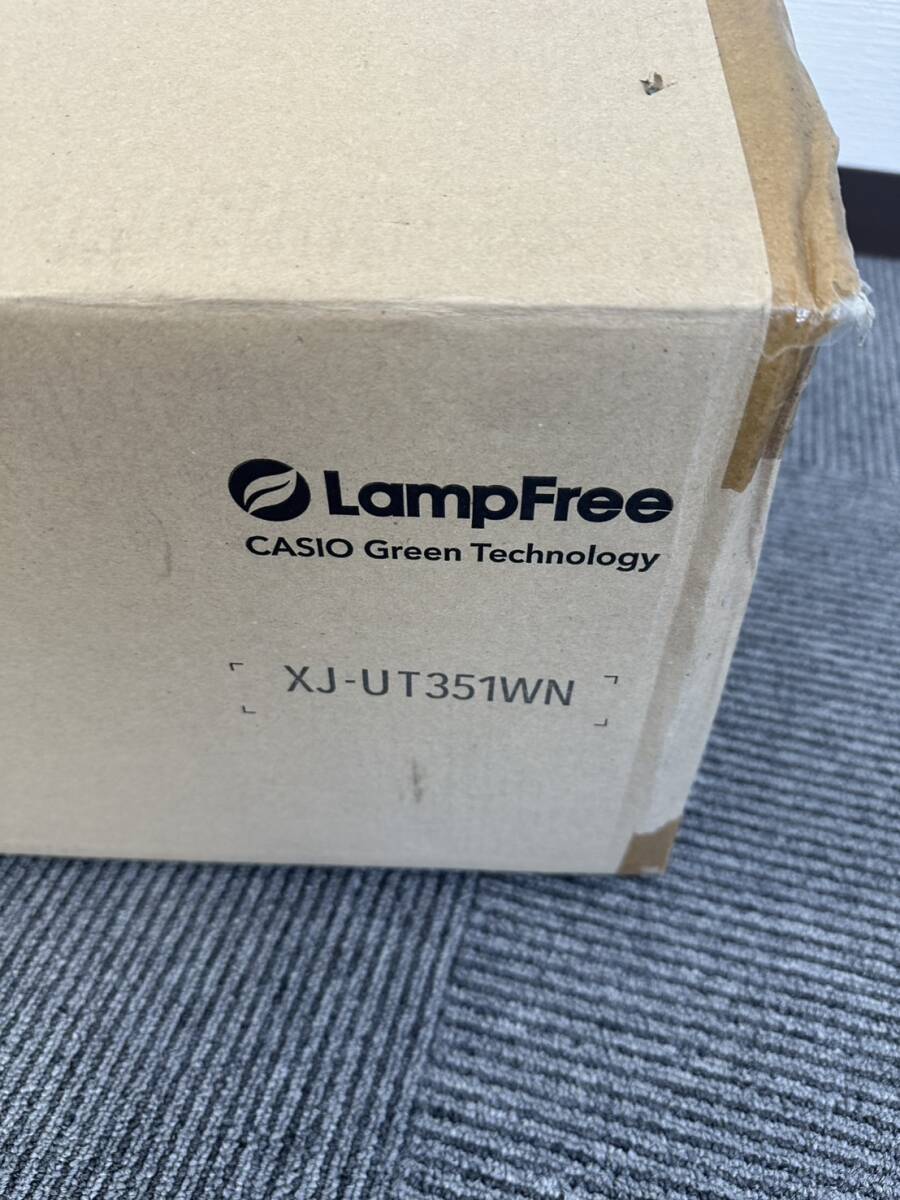 LampFree
CASIO Green Technology
XJ-UT351WN